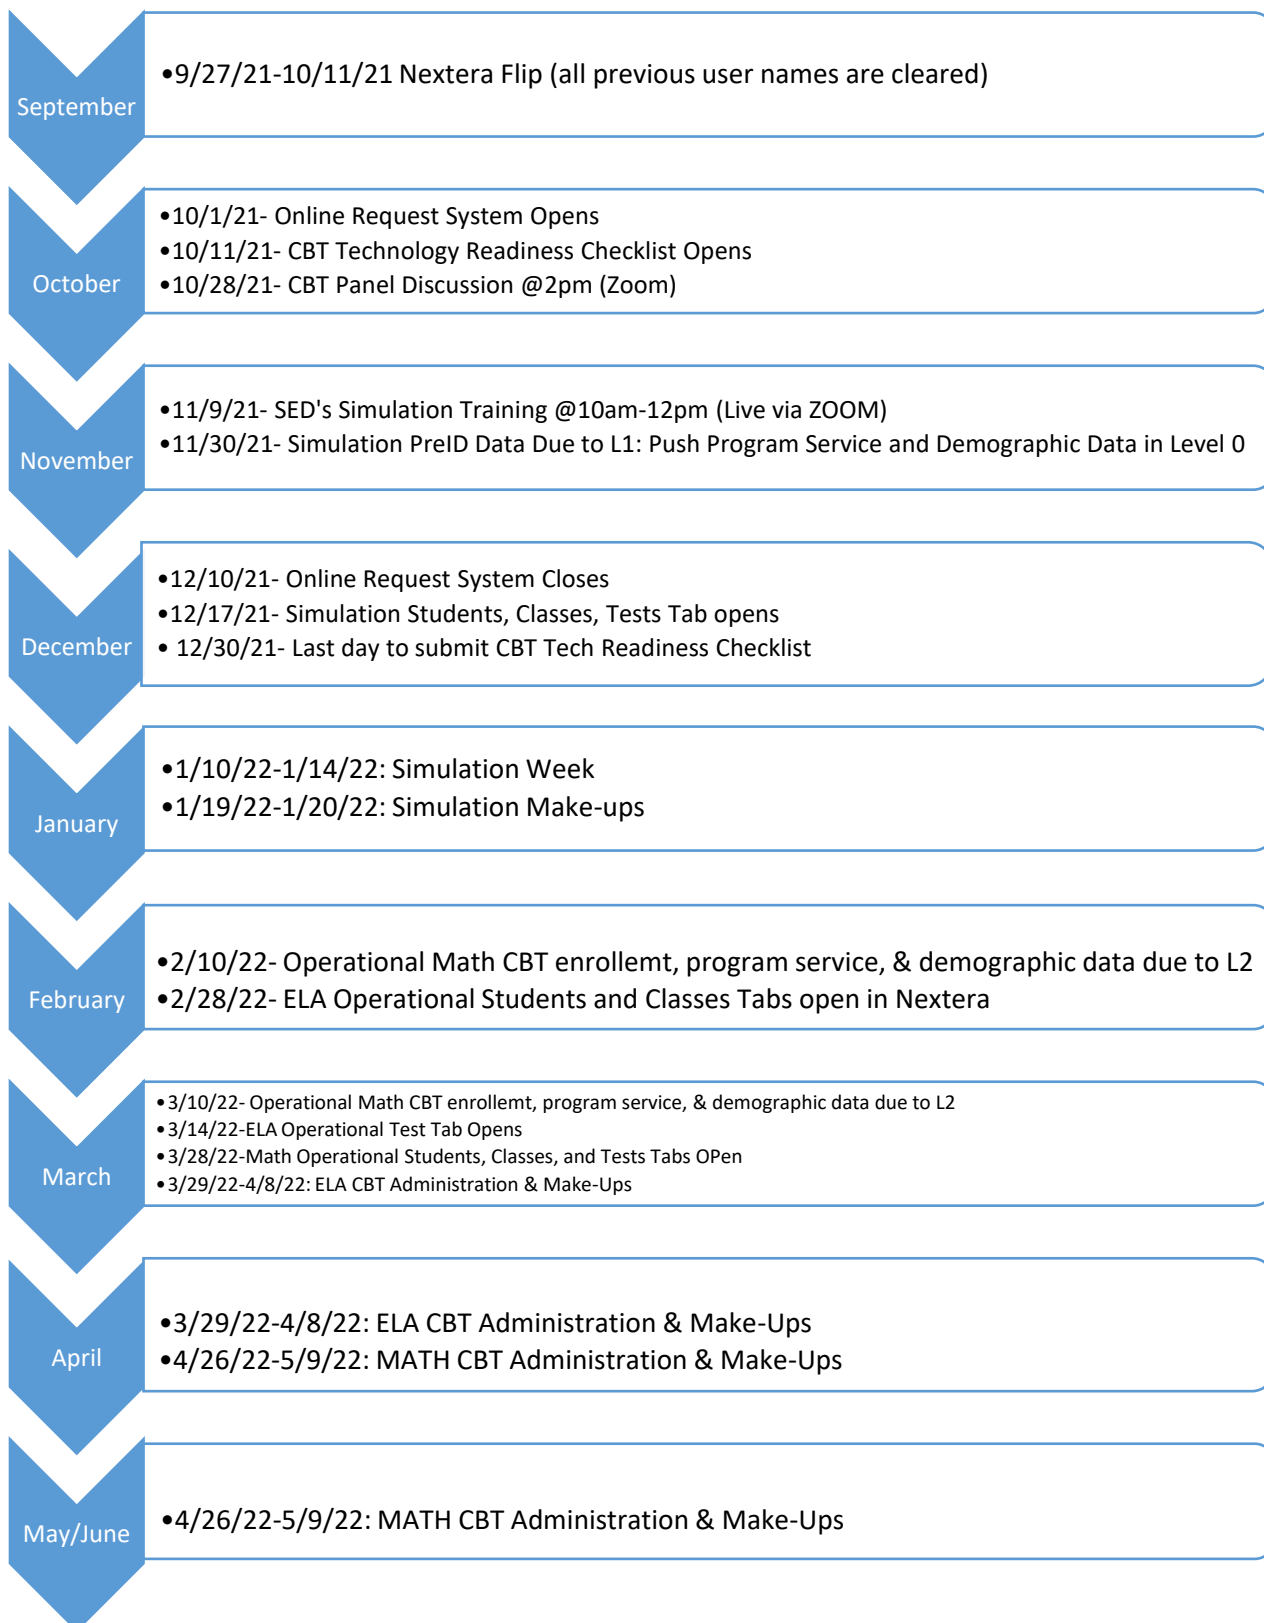 September
•9/27/21-10/11/21 Nextera Flip (all previous user names are cleared)
October
•10/1/21- Online Request System Opens
•10/11/21- CBT Technology Readiness Checklist Opens
•10/28/21- CBT Panel Discussion @2pm (Zoom)
November
•11/9/21- SED's Simulation Training @10am-12pm (Live via ZOOM)
•11/30/21- Simulation PreID Data Due to L1: Push Program Service and Demographic Data in Level 0
December
•12/10/21- Online Request System Closes
•12/17/21- Simulation Students, Classes, Tests Tab opens
• 12/30/21- Last day to submit CBT Tech Readiness Checklist
January
•1/10/22-1/14/22: Simulation Week
•1/19/22-1/20/22: Simulation Make-ups
February
•2/10/22- Operational Math CBT enrollemt, program service, & demographic data due to L2
•2/28/22- ELA Operational Students and Classes Tabs open in Nextera
March
•3/10/22- Operational Math CBT enrollemt, program service, & demographic data due to L2
•3/14/22-ELA Operational Test Tab Opens
•3/28/22-Math Operational Students, Classes, and Tests Tabs OPen
•3/29/22-4/8/22: ELA CBT Administration & Make-Ups
April
•3/29/22-4/8/22: ELA CBT Administration & Make-Ups
•4/26/22-5/9/22: MATH CBT Administration & Make-Ups
May/June
•4/26/22-5/9/22: MATH CBT Administration & Make-Ups